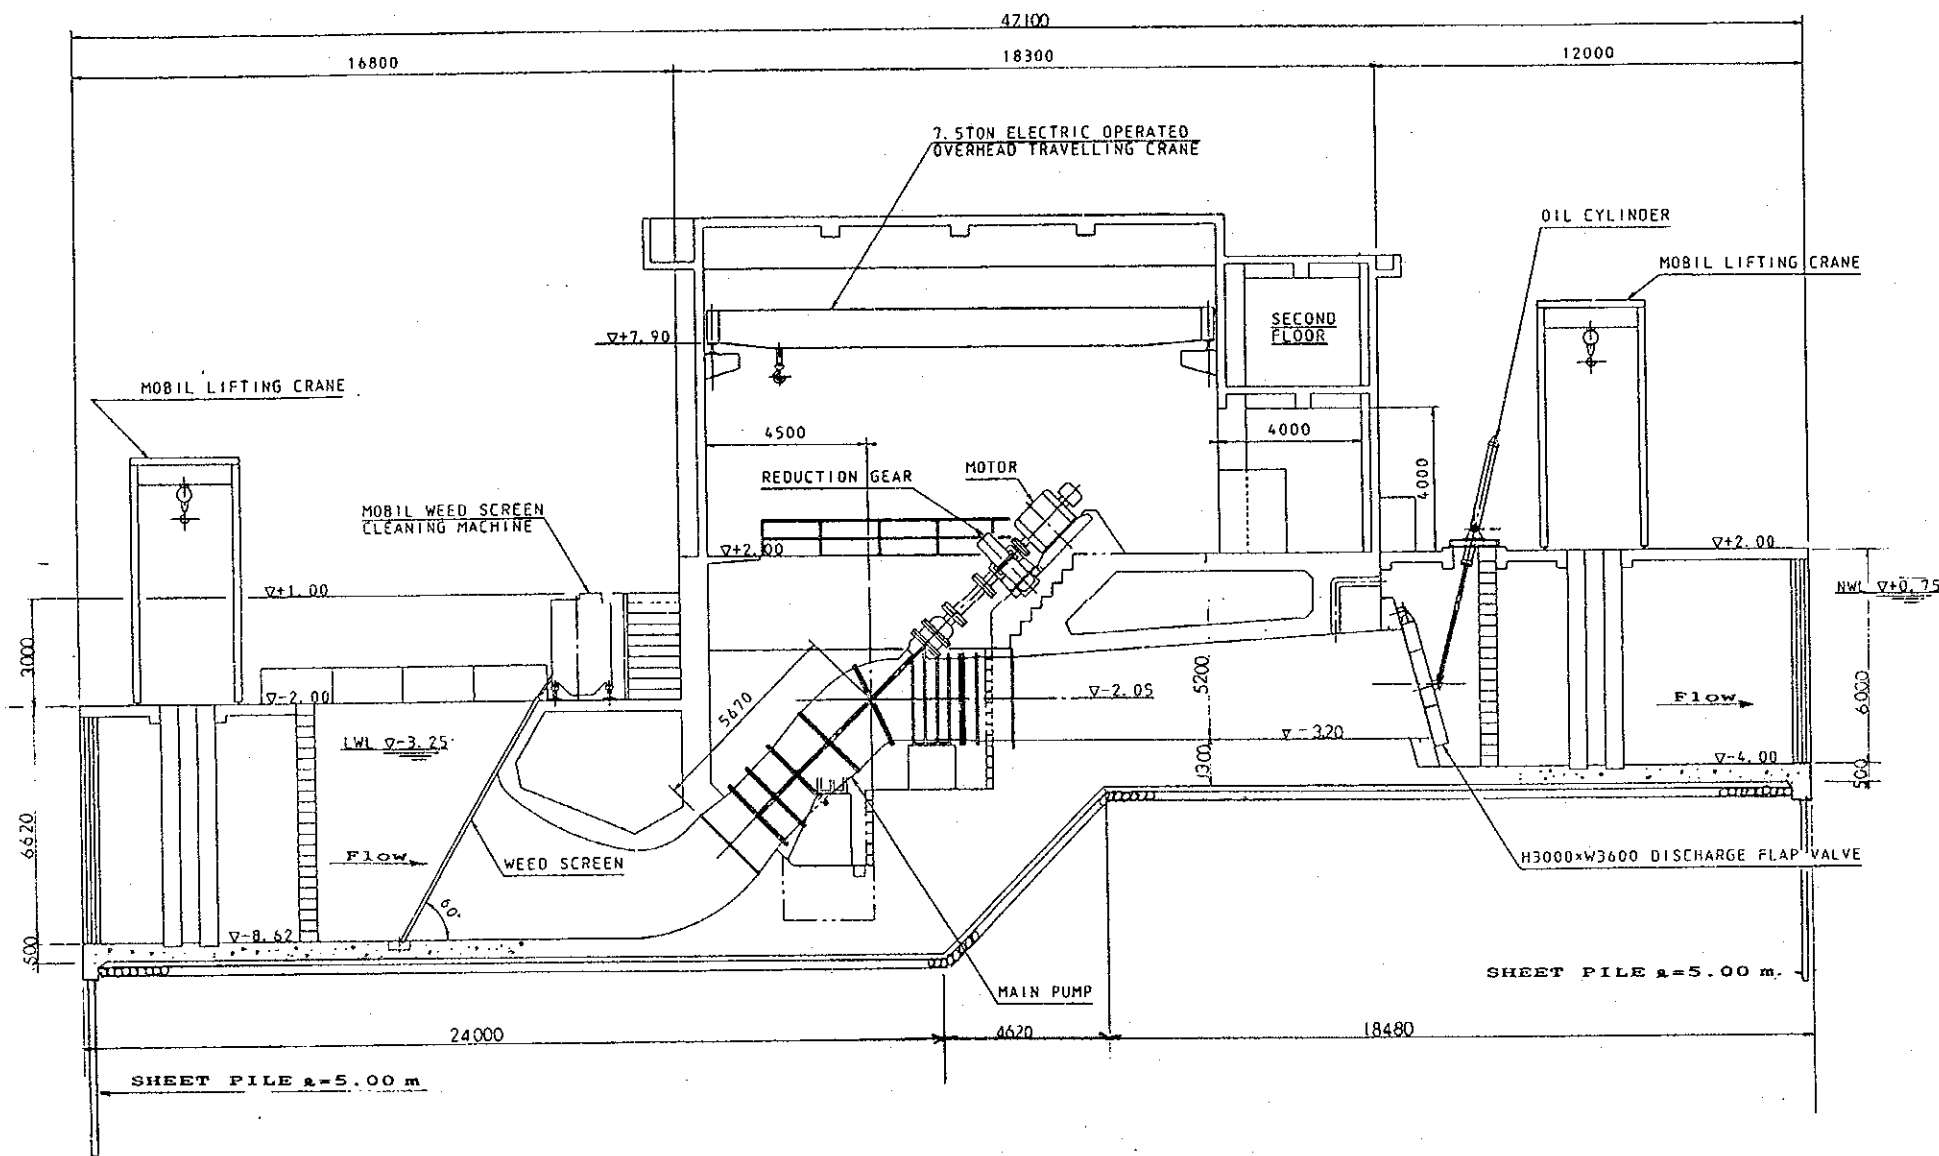 47100
16800
18300
12000
7.5TON ELECTRIC OPERATED
OVERHEAD TRAVELLING CRANE
OIL CYLINDER
MOBIL LIFTING CRANE
SECOND
FLOOR
▽+7.90
MOBIL LIFTING CRANE
4500
4000
4000
REDUCTION GEAR
MOTOR
MOBIL WEED SCREEN
CLEANING MACHINE
▽+2.00
▽+2.00
▽+1.00
NWL ▽+0.75
3000
▽-2.00
▽-2.05
5670
5200
6000
Flow
LWL ▽-3.25
▽-3.20
▽-4.00
1300
500
6620
Flow
WEED SCREEN
H3000×W3600 DISCHARGE FLAP VALVE
60°
▽-8.62
500
SHEET PILE ℓ=5.00 m.
MAIN PUMP
24000
4620
18480
SHEET PILE ℓ=5.00 m